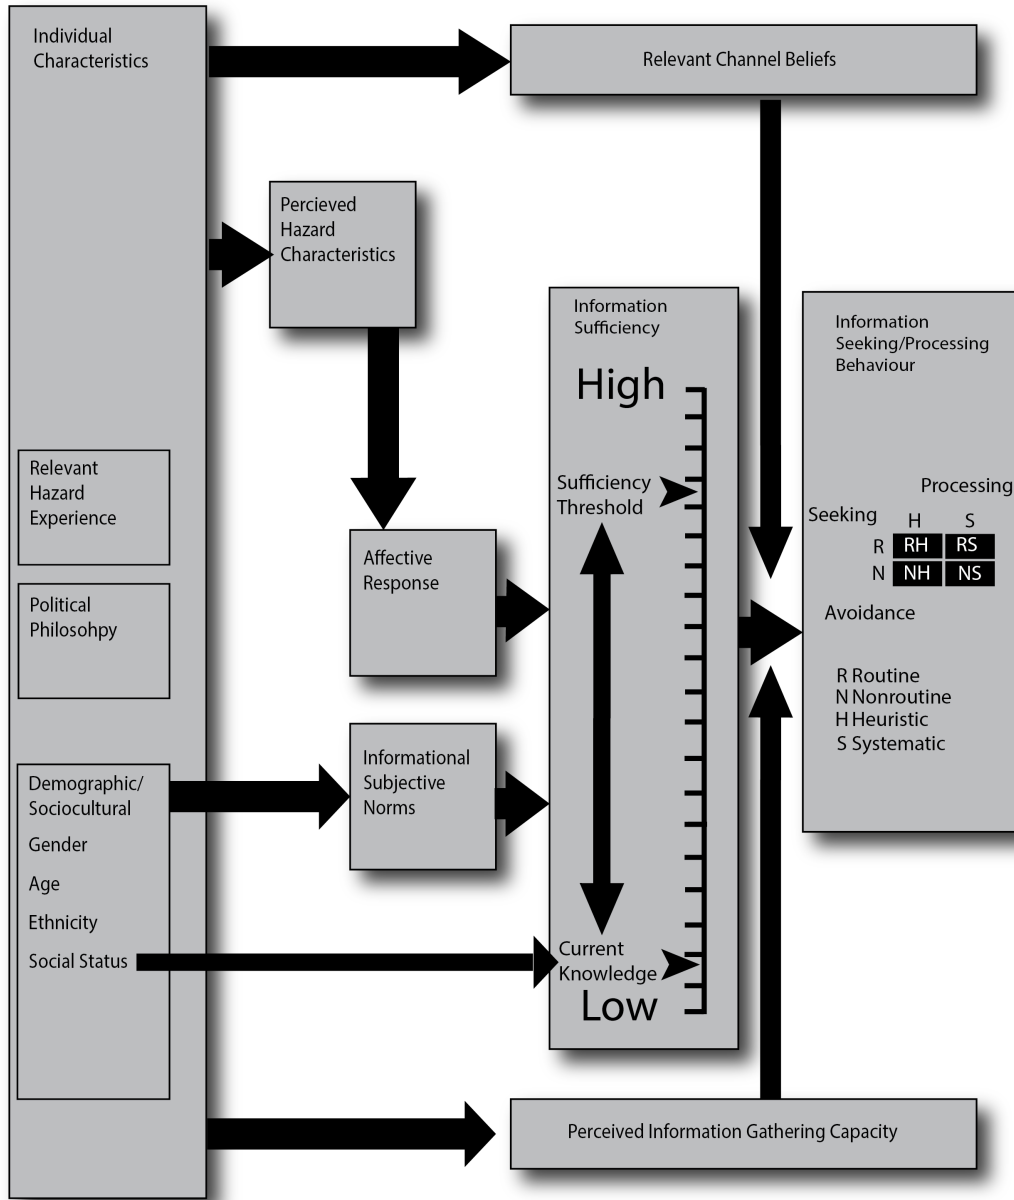 Individual
Characteristics
Relevant Channel Beliefs
Percieved
Hazard
Characteristics
Information
Sufficiency
High
Sufficiency
Threshold
Current
Knowledge
Low
Information
Seeking/Processing
Behaviour
Processing
Seeking
H S
R RH RS
N NH NS
Avoidance
R Routine
N Nonroutine
H Heuristic
S Systematic
Relevant
Hazard
Experience
Political
Philosohpy
Affective
Response
Informational
Subjective
Norms
Demographic/
Sociocultural
Gender
Age
Ethnicity
Social Status
Perceived Information Gathering Capacity